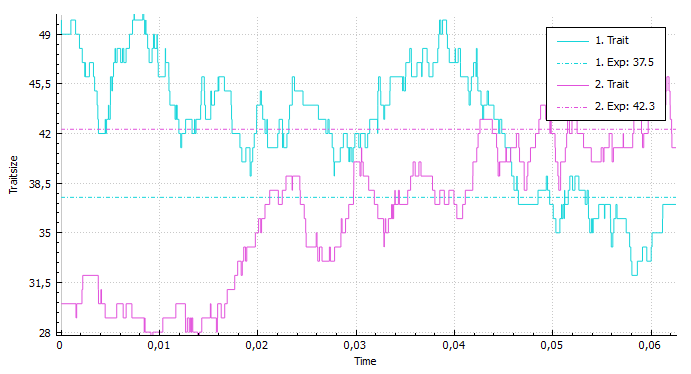 49
45,5
42
38,5
35
31,5
28
Traitsize
1. Trait
1. Exp: 37.5
2. Trait
2. Exp: 42.3
0
0,01
0,02
0,03
0,04
0,05
0,06
Time